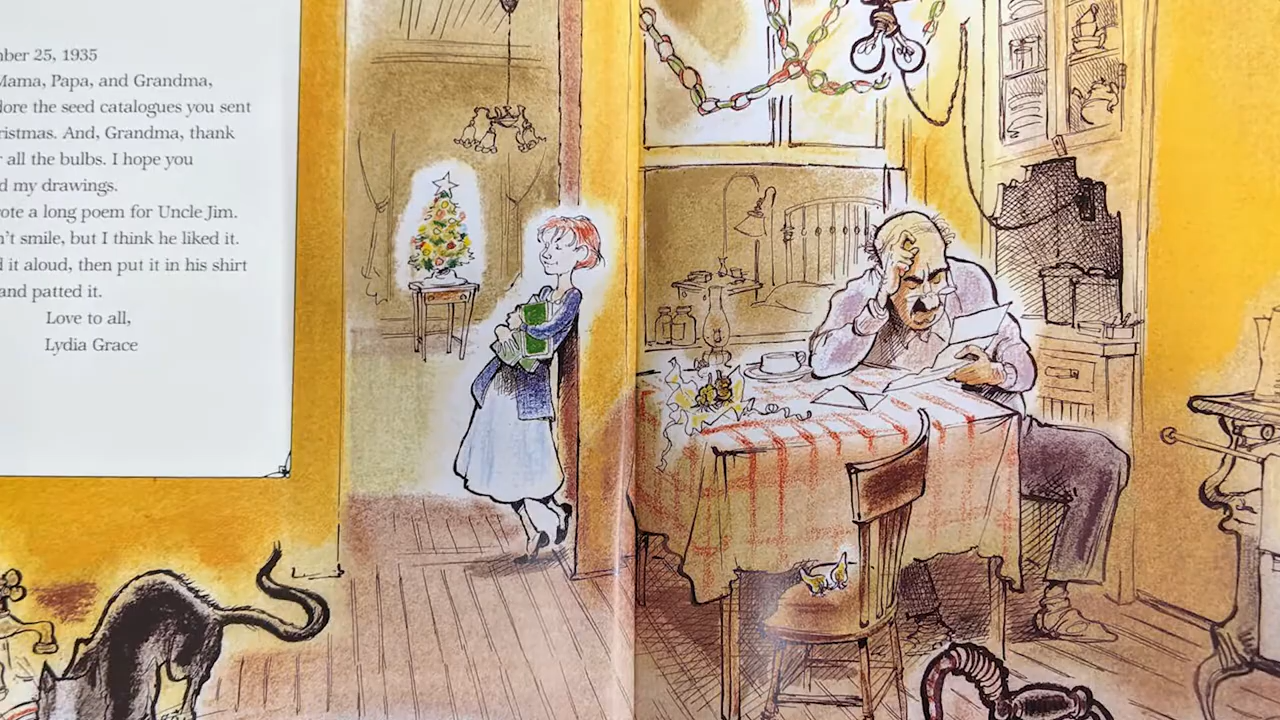 ber 25, 1935
Mama, Papa, and Grandma,
lore the seed catalogues you sent
ristmas. And, Grandma, thank
r all the bulbs. I hope you
d my drawings.
ote a long poem for Uncle Jim.
n't smile, but I think he liked it.
d it aloud, then put it in his shirt
and patted it.
Love to all,
Lydia Grace